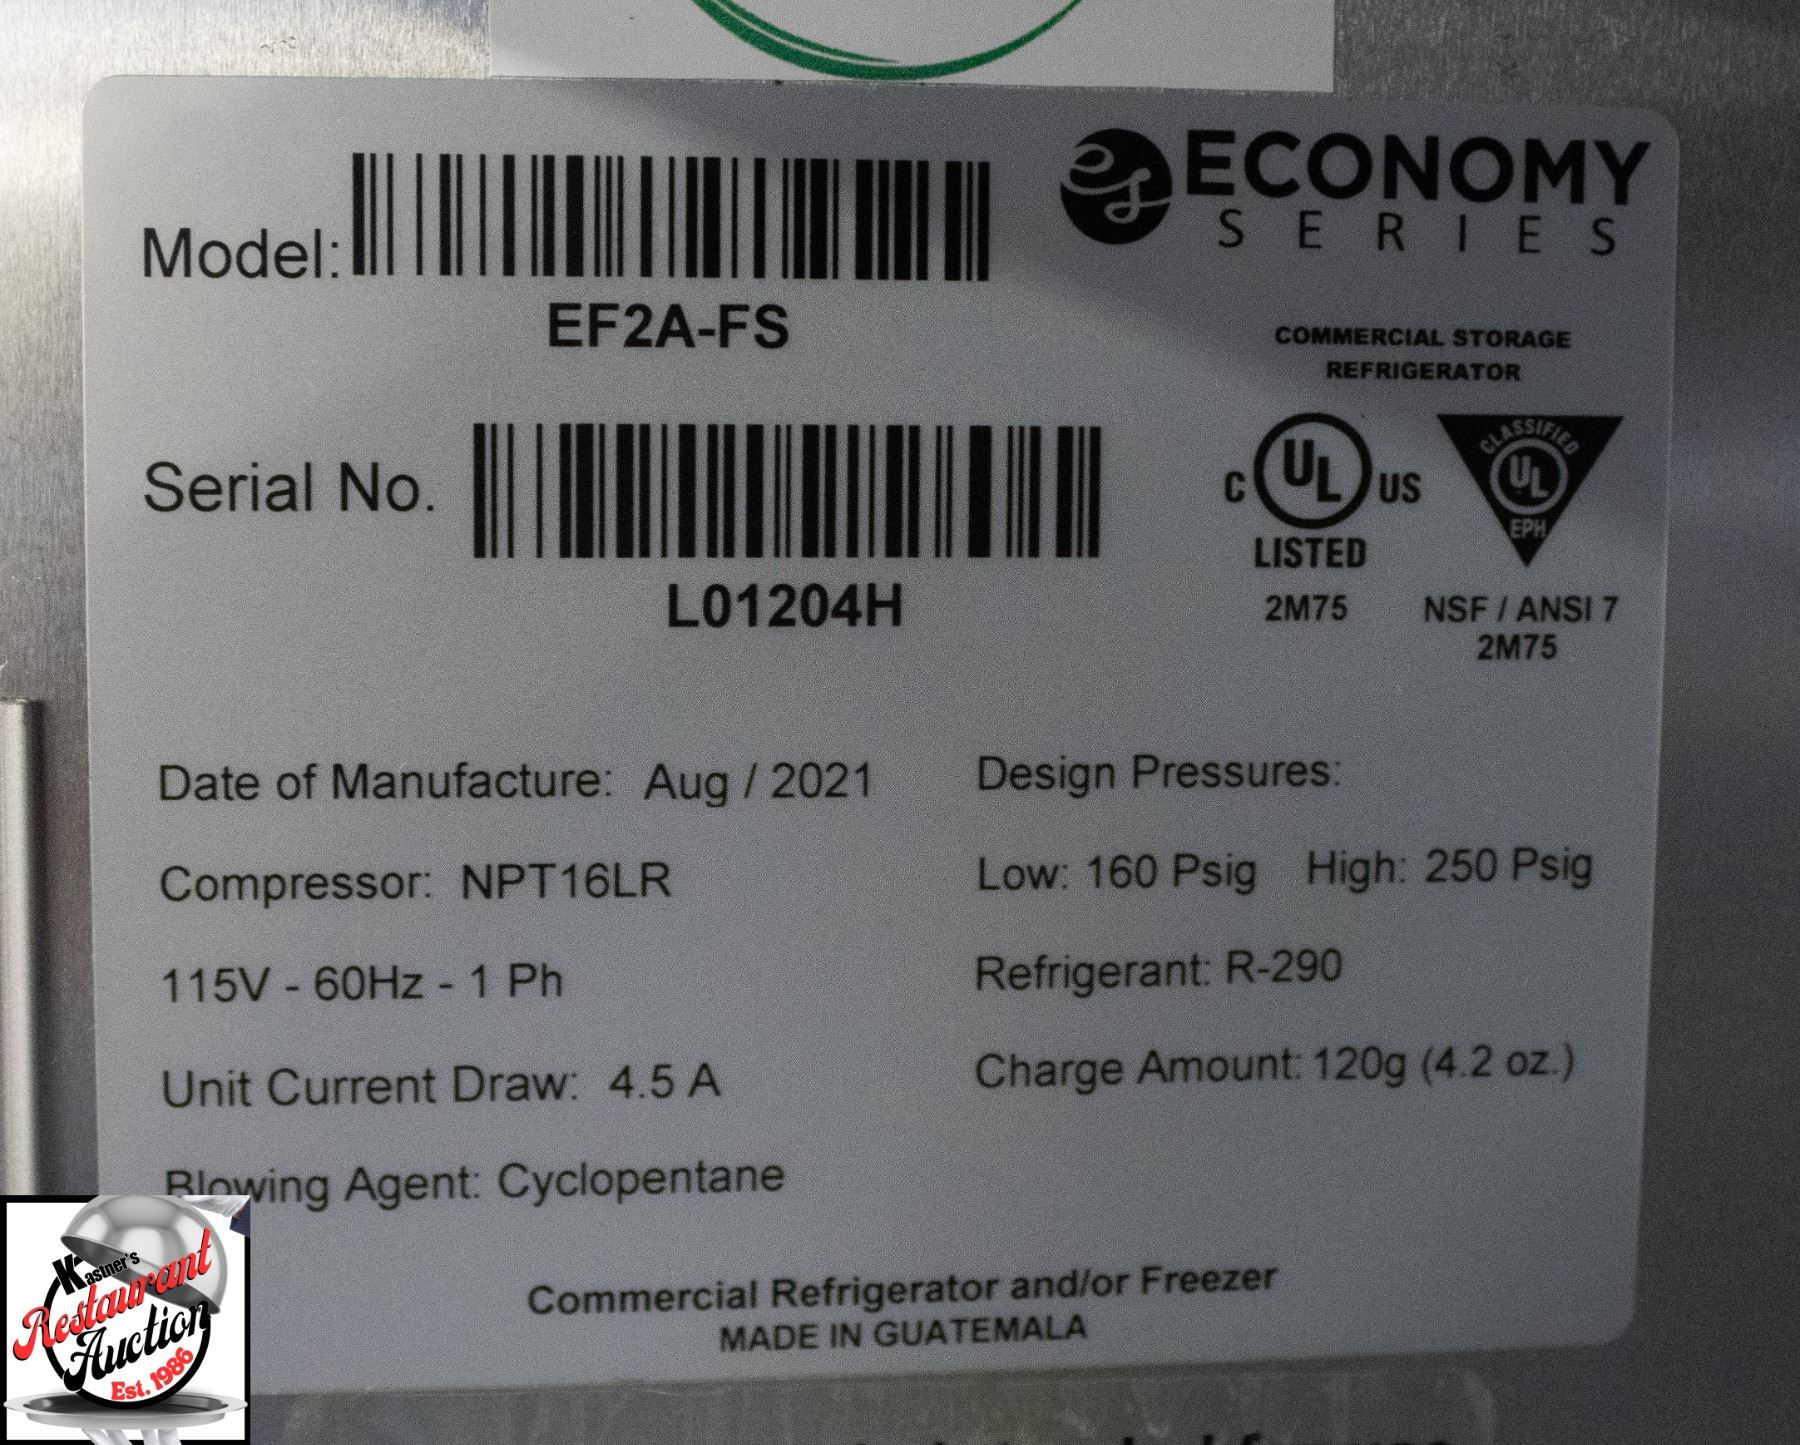 ECONOMY
SERIES
Model:
EF2A-FS
COMMERCIAL STORAGE
REFRIGERATOR
Serial No.
L01204H
C UL US
LISTED
2M75
CLASSIFIED
UL
EPH
NSF / ANSI 7
2M75
Date of Manufacture: Aug / 2021
Design Pressures:
Compressor: NPT16LR
Low: 160 Psig High: 250 Psig
115V - 60Hz - 1 Ph
Refrigerant: R-290
Unit Current Draw: 4.5 A
Charge Amount: 120g (4.2 oz.)
Blowing Agent: Cyclopentane
Commercial Refrigerator and/or Freezer
MADE IN GUATEMALA
Kastner's
Restaurant
Auction
Est. 1986